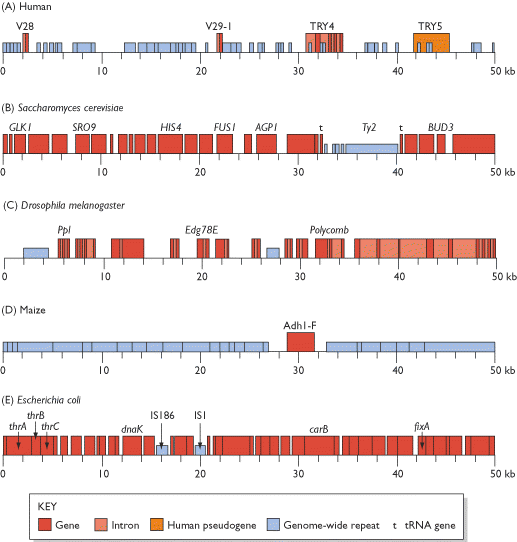 (A) Human
V28 V29-1 TRY4 TRY5
0 10 20 30 40 50 kb
(B) Saccharomyces cerevisiae
GLK1 SRO9 HIS4 FUS1 AGP1 t Ty2 t BUD3
0 10 20 30 40 50 kb
(C) Drosophila melanogaster
PpI Edg78E Polycomb
0 10 20 30 40 50 kb
(D) Maize
Adh1-F
0 10 20 30 40 50 kb
(E) Escherichia coli
thrB IS186 IS1
thrA thrC dnaK carB fixA
0 10 20 30 40 50 kb
KEY
Gene Intron Human pseudogene Genome-wide repeat t tRNA gene